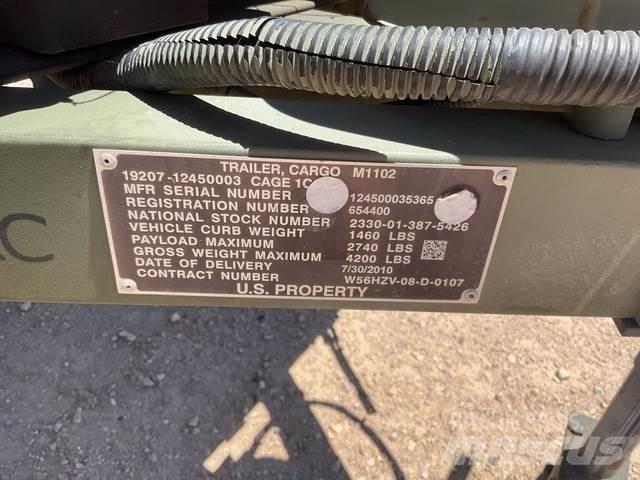 TRAILER, CARGO M1102
19207-12450003 CAGE 1C
MFR SERIAL NUMBER 124500035365
REGISTRATION NUMBER 654400
NATIONAL STOCK NUMBER 2330-01-387-5426
VEHICLE CURB WEIGHT 1460 LBS
PAYLOAD MAXIMUM 2740 LBS
GROSS WEIGHT MAXIMUM 4200 LBS
DATE OF DELIVERY 7/30/2010
CONTRACT NUMBER W56HZV-08-D-0107
U.S. PROPERTY
AC
mascus